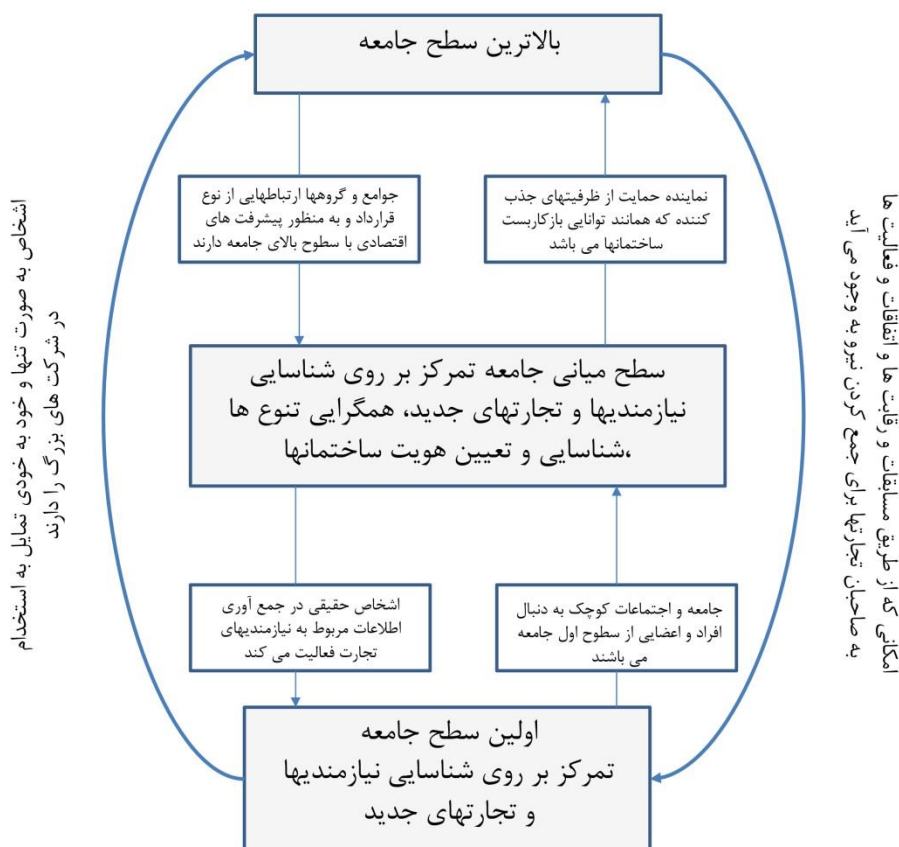 بالاترین سطح جامعه
نماینده حمایت از ظرفیتهای جذب
کننده که همانند توانایی بازکاربست
ساختمانها می باشد
جوامع و گروهها ارتباطهایی از نوع
قرارداد و به منظور پیشرفت های
اقتصادی با سطوح بالای جامعه دارند
امکانی که از طریق مسابقات و رقابت ها و اتفاقات و فعالیت ها
به صاحبان تجارتها برای جمع کردن نیرو به وجود می آید
سطح میانی جامعه تمرکز بر روی شناسایی
نیازمندیها و تجارتهای جدید، همگرایی تنوع ها
،شناسایی و تعیین هویت ساختمانها
اشخاص به صورت تنها و خود به خودی تمایل به استخدام
در شرکت های بزرگ را دارند
جامعه و اجتماعات کوچک به دنبال
افراد و اعضایی از سطوح اول جامعه
می باشند
اشخاص حقیقی در جمع آوری
اطلاعات مربوط به نیازمندیهای
تجارت فعالیت می کند
اولین سطح جامعه
تمرکز بر روی شناسایی نیازمندیها
و تجارتهای جدید